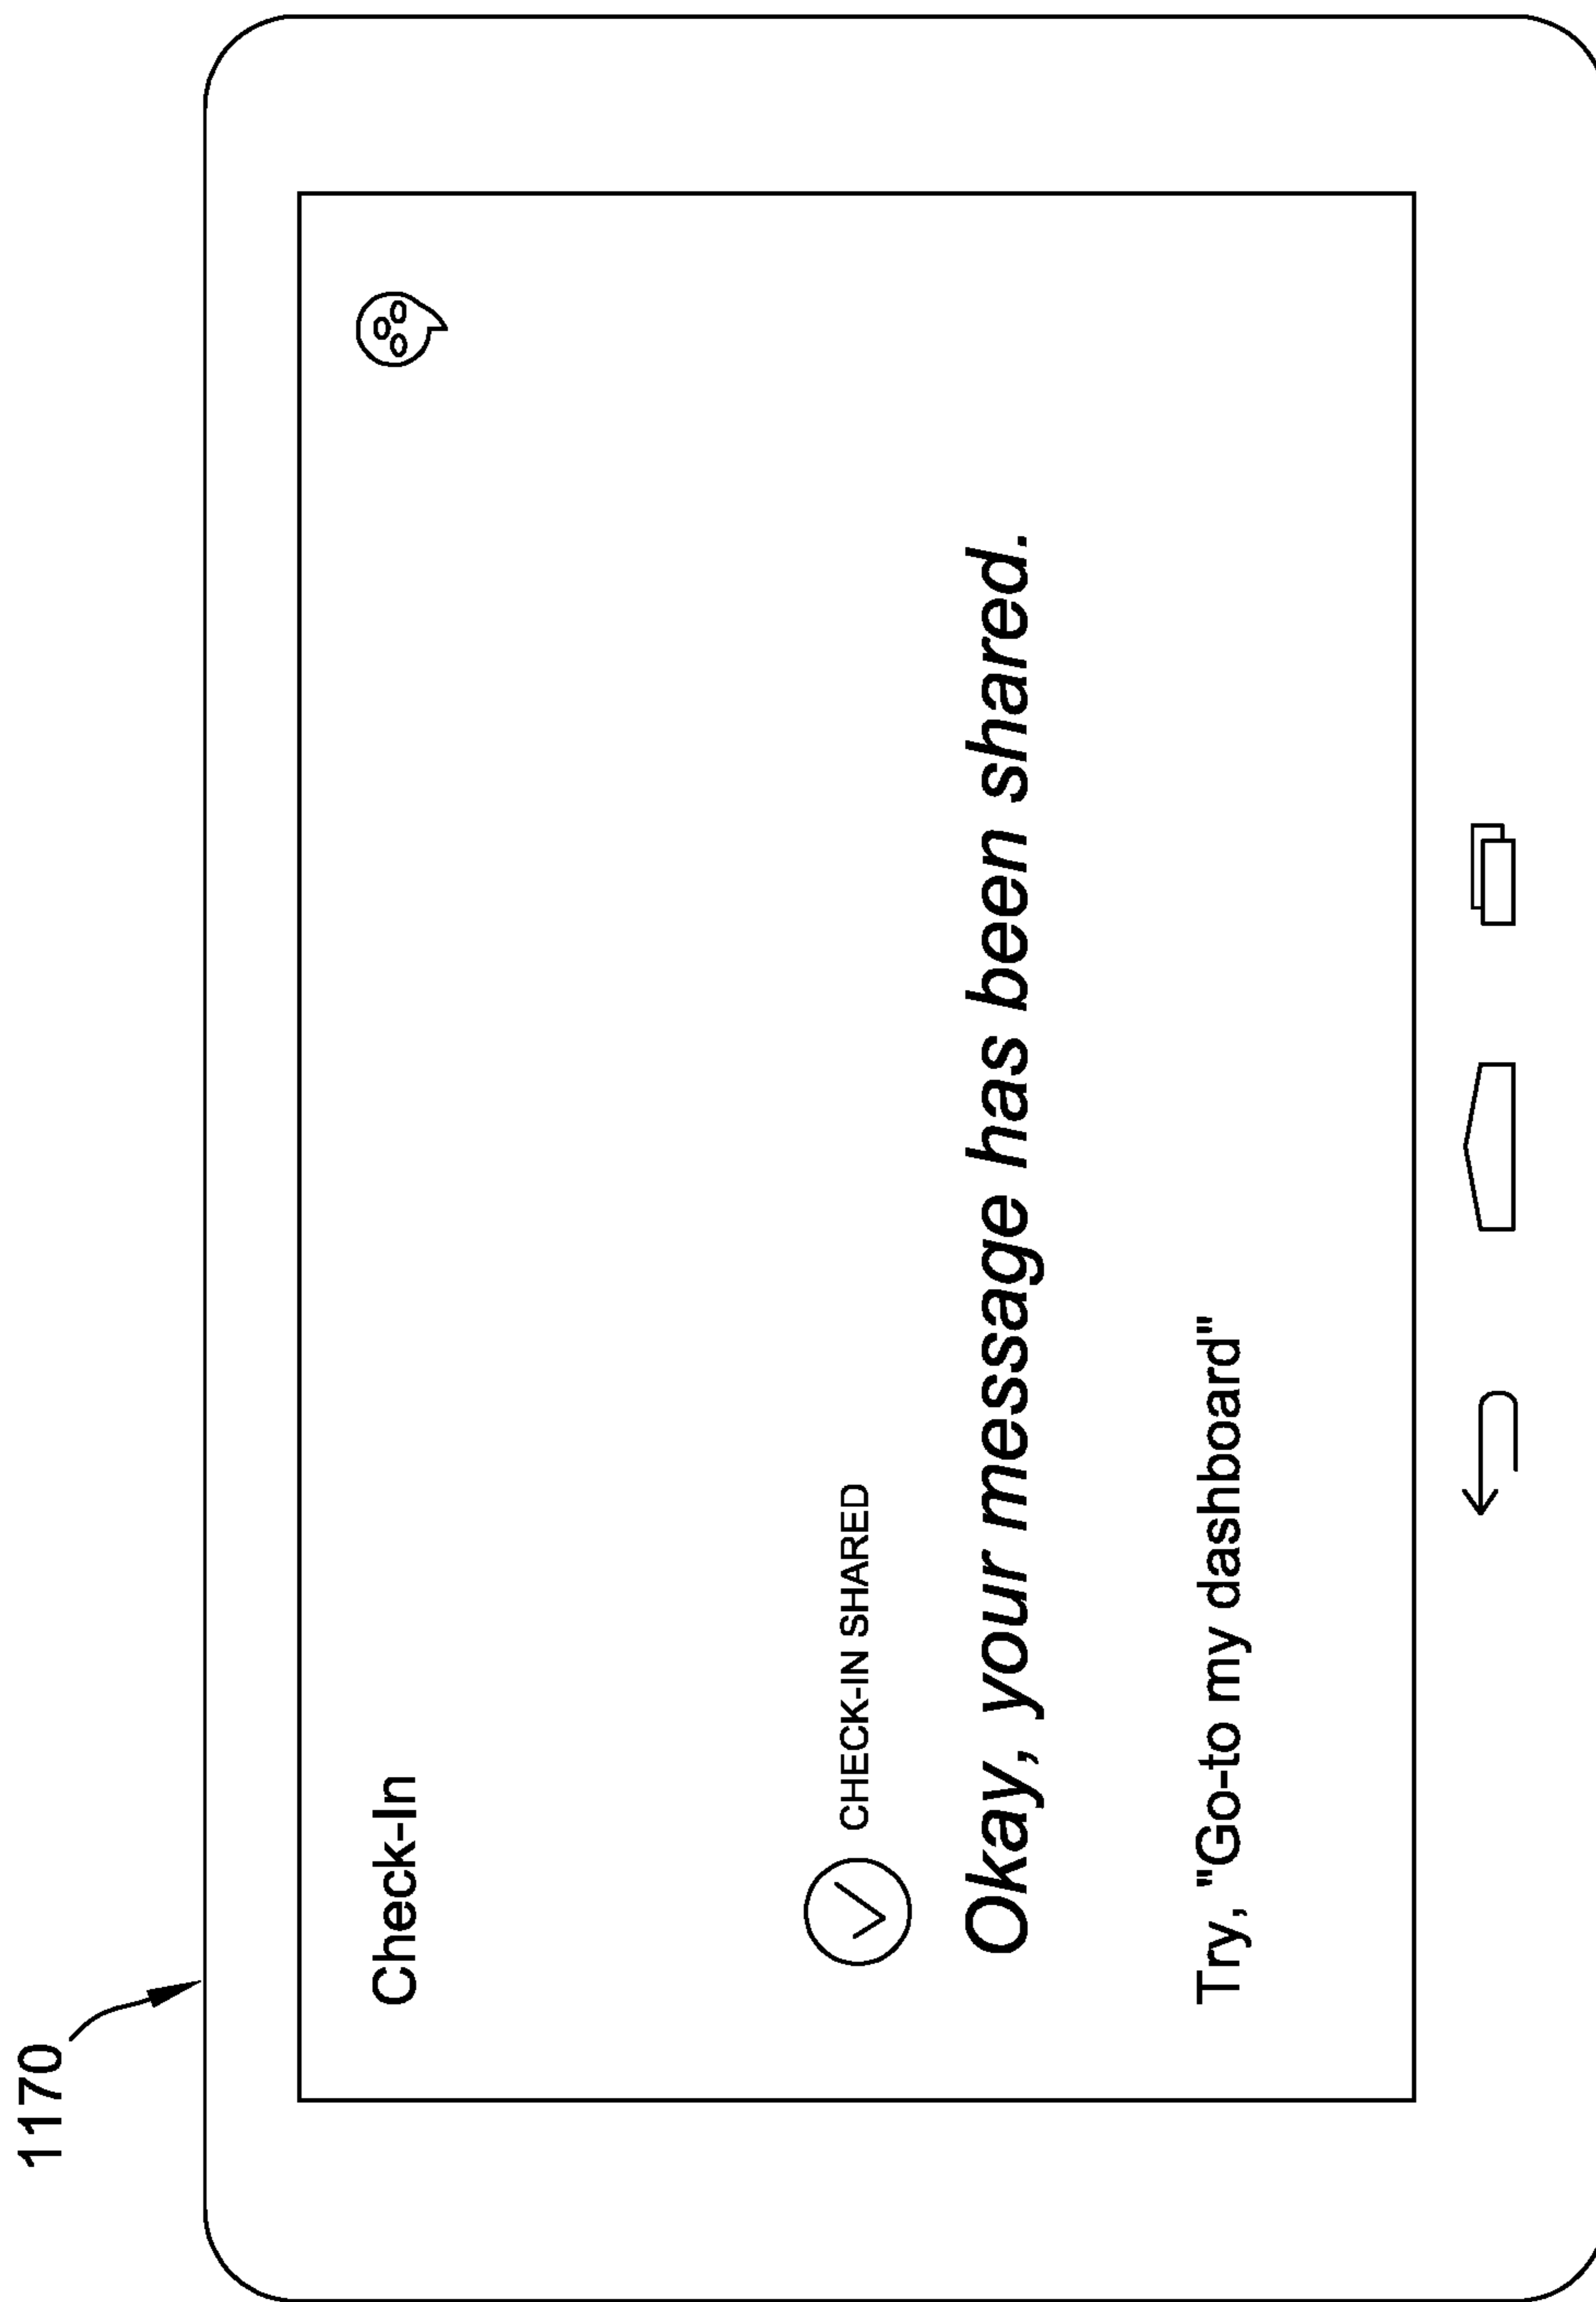 1170
Check-In
CHECK-IN SHARED
Okay, your message has been shared.
Try, "Go-to my dashboard"